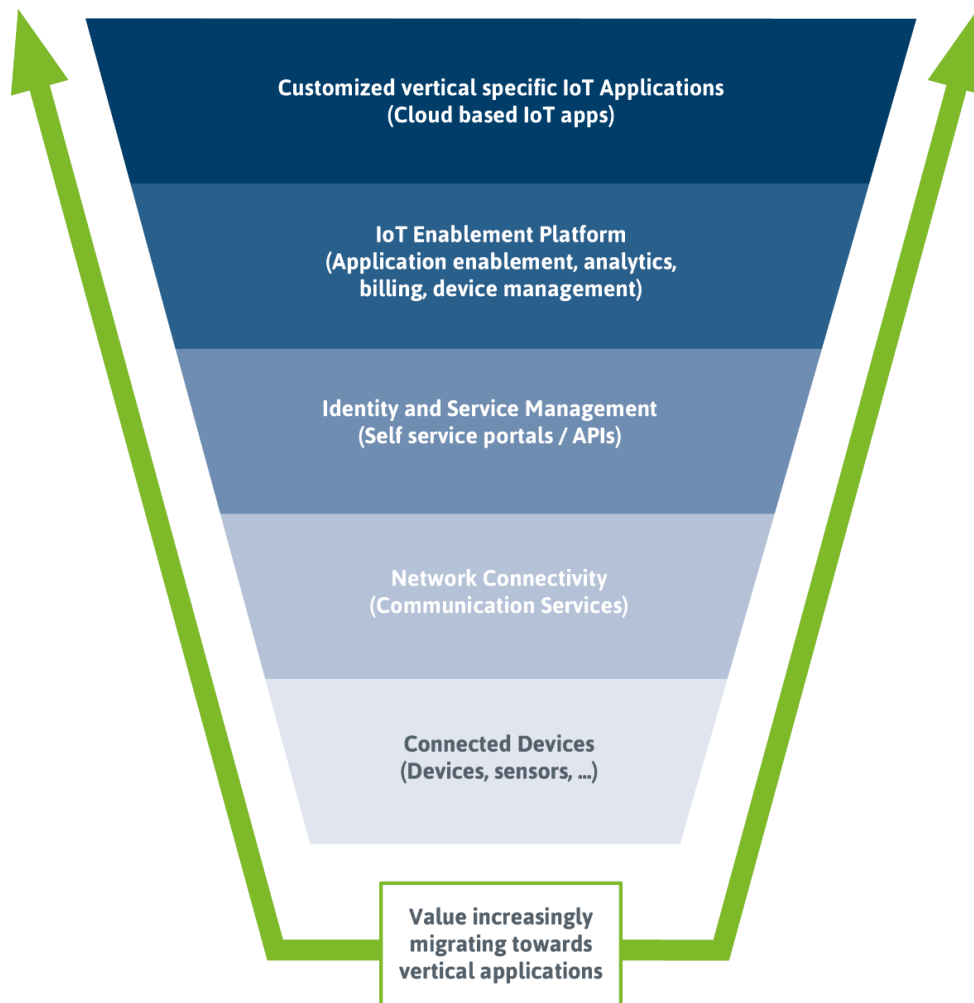 Customized vertical specific IoT Applications
(Cloud based IoT apps)
IoT Enablement Platform
(Application enablement, analytics,
billing, device management)
Identity and Service Management
(Self service portals / APIs)
Network Connectivity
(Communication Services)
Connected Devices
(Devices, sensors, ...)
Value increasingly
migrating towards
vertical applications